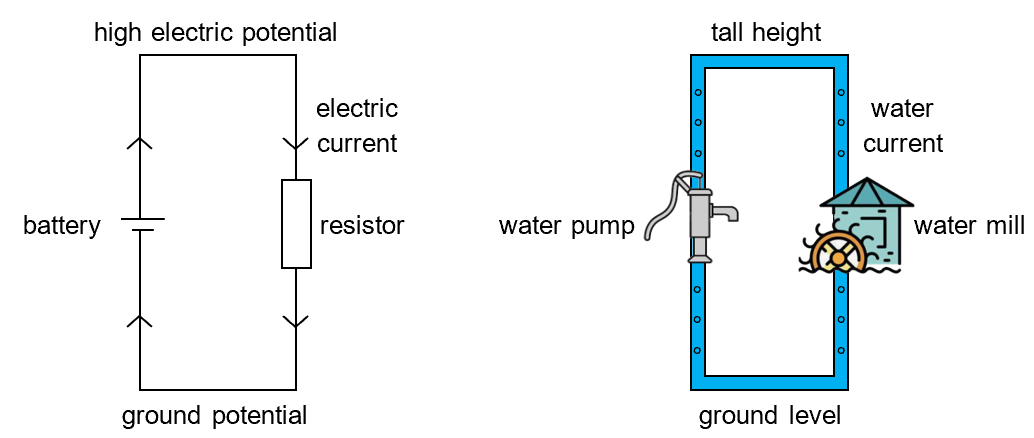 high electric potential
electric
current
battery
resistor
ground potential
tall height
water
current
water pump
water mill
ground level